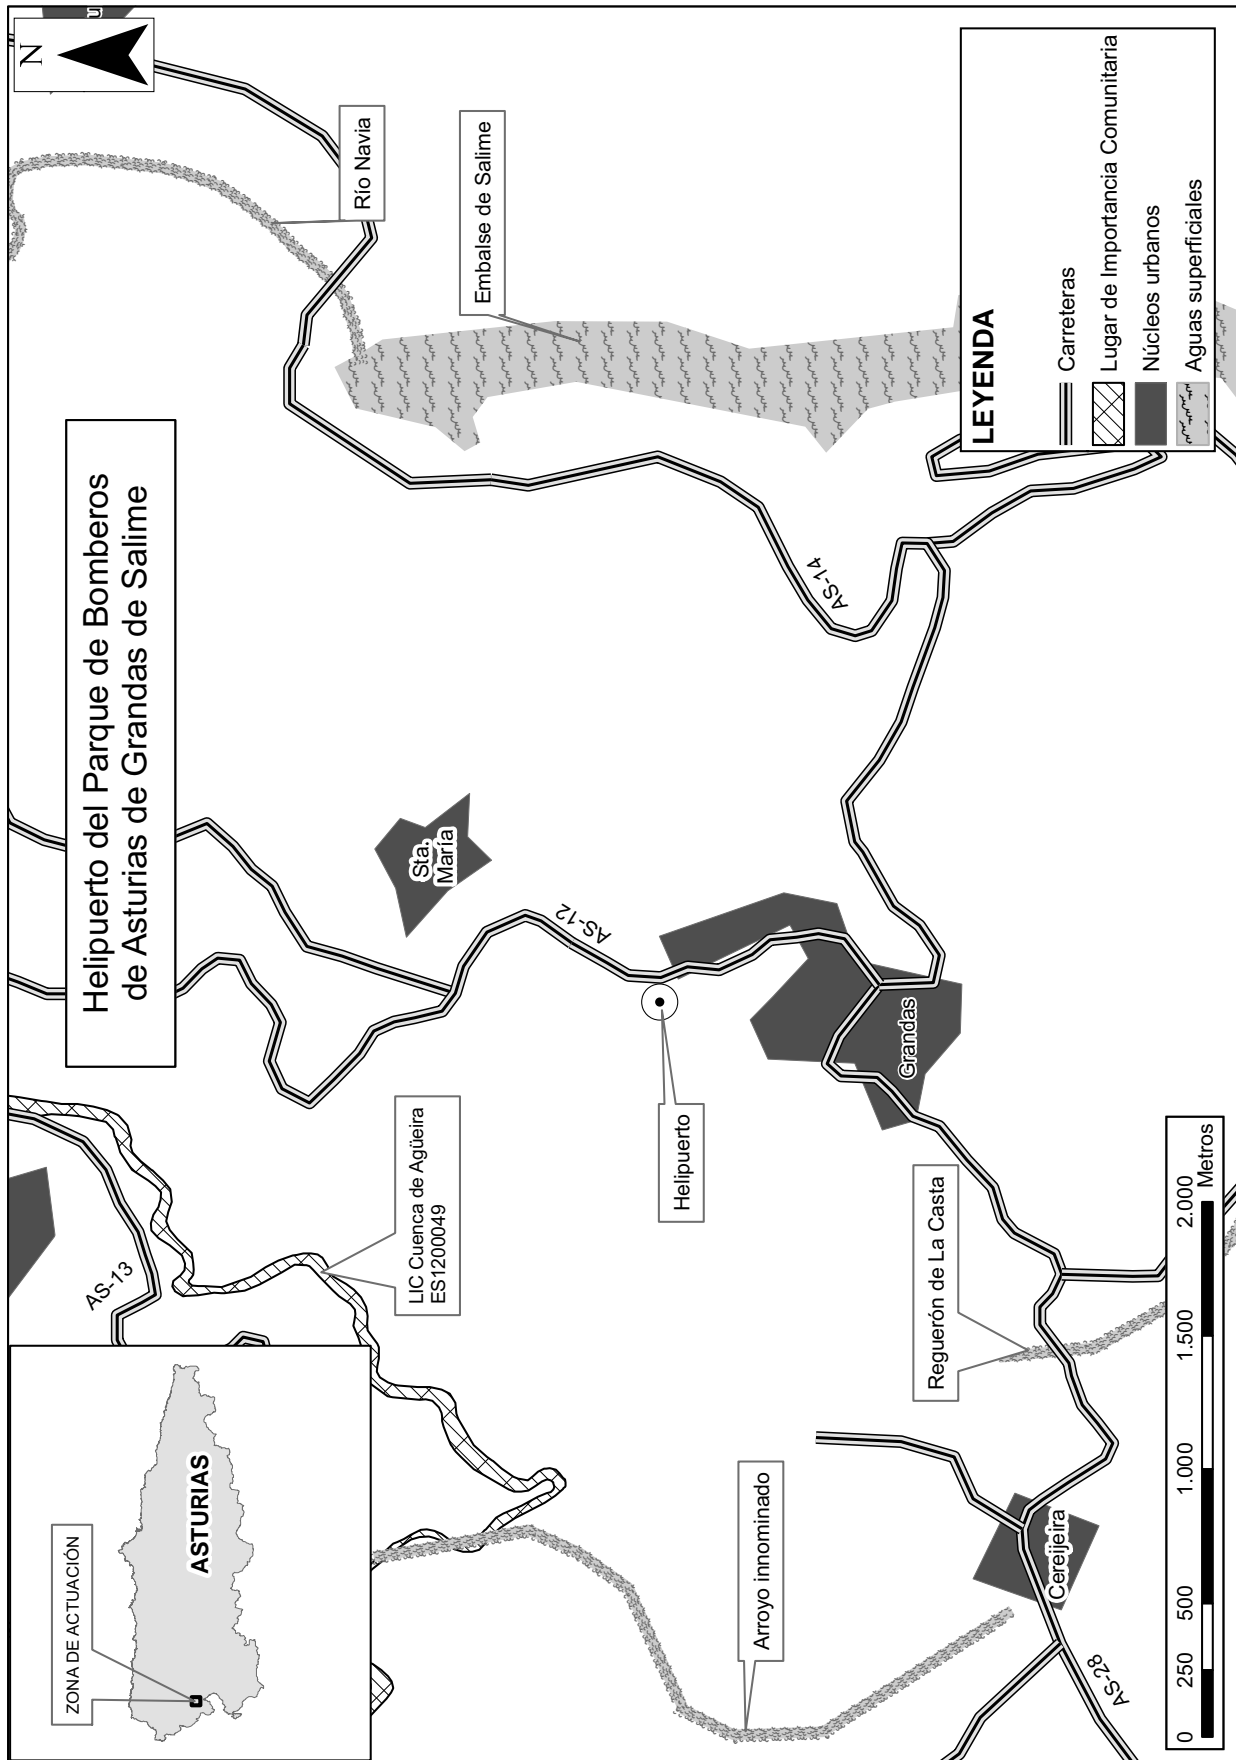 ZONA DE ACTUACIÓN
ASTURIAS
AS-13
LIC Cuenca de Agüeira
ES1200049
Helipuerto del Parque de Bomberos
de Asturias de Grandas de Salime
N
Río Navia
Embalse de Salime
Sta.
María
AS-12
AS-14
Helipuerto
Grandas
Arroyo innominado
Reguerón de La Casta
Cereijeira
AS-28
0 250 500 1.000 1.500 2.000
Metros
LEYENDA
Carreteras
Lugar de Importancia Comunitaria
Núcleos urbanos
Aguas superficiales